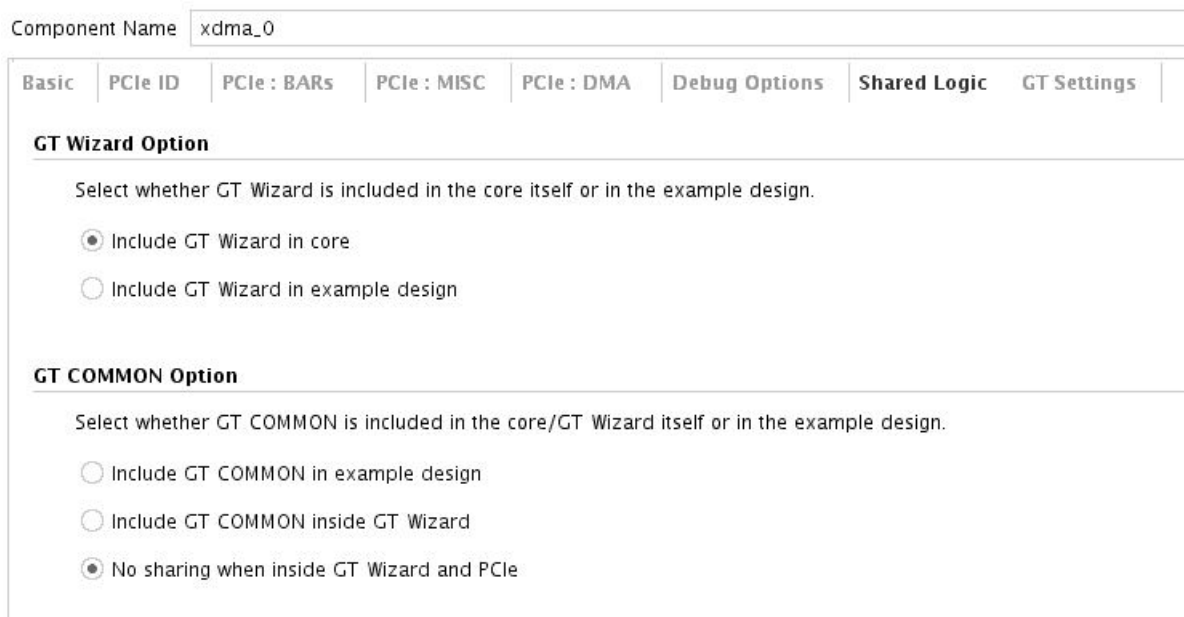 Component Name xdma_0
Basic PCIe ID PCIe : BARs PCIe : MISC PCIe : DMA Debug Options Shared Logic GT Settings
GT Wizard Option
Select whether GT Wizard is included in the core itself or in the example design.
Include GT Wizard in core
Include GT Wizard in example design
GT COMMON Option
Select whether GT COMMON is included in the core/GT Wizard itself or in the example design.
Include GT COMMON in example design
Include GT COMMON inside GT Wizard
No sharing when inside GT Wizard and PCIe